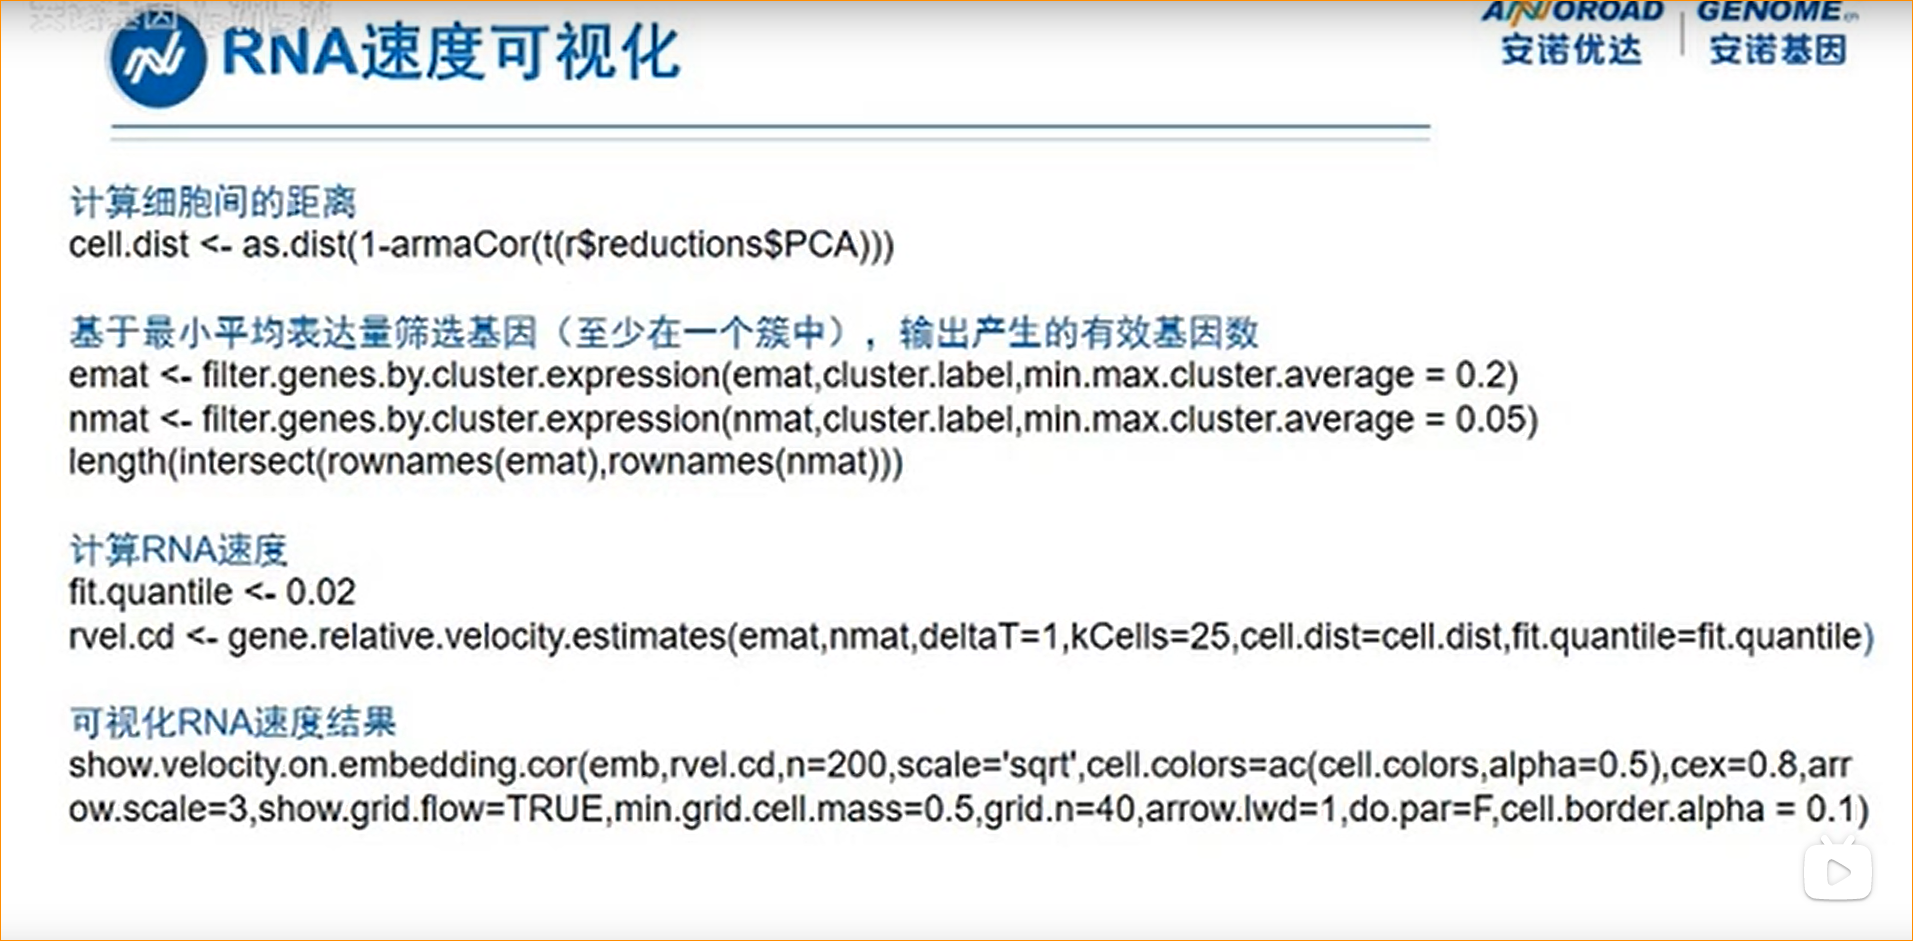 RNA速度可视化
ANNOROAD GENOME
安诺优达 安诺基因
计算细胞间的距离
cell.dist <- as.dist(1-armaCor(t(r$reductions$PCA)))
基于最小平均表达量筛选基因（至少在一个簇中），输出产生的有效基因数
emat <- filter.genes.by.cluster.expression(emat,cluster.label,min.max.cluster.average = 0.2)
nmat <- filter.genes.by.cluster.expression(nmat,cluster.label,min.max.cluster.average = 0.05)
length(intersect(rownames(emat),rownames(nmat)))
计算RNA速度
fit.quantile <- 0.02
rvel.cd <- gene.relative.velocity.estimates(emat,nmat,deltaT=1,kCells=25,cell.dist=cell.dist,fit.quantile=fit.quantile)
可视化RNA速度结果
show.velocity.on.embedding.cor(emb,rvel.cd,n=200,scale='sqrt',cell.colors=ac(cell.colors,alpha=0.5),cex=0.8,arr
ow.scale=3,show.grid.flow=TRUE,min.grid.cell.mass=0.5,grid.n=40,arrow.lwd=1,do.par=F,cell.border.alpha = 0.1)